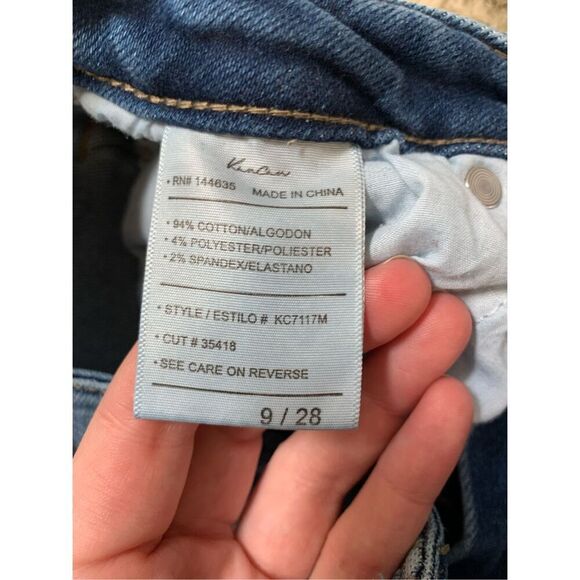 KanCan
• RN# 144635 MADE IN CHINA
• 94% COTTON/ALGODON
• 4% POLYESTER/POLIESTER
• 2% SPANDEX/ELASTANO
• STYLE / ESTILO # KC7117M
• CUT # 35418
• SEE CARE ON REVERSE
9 / 28